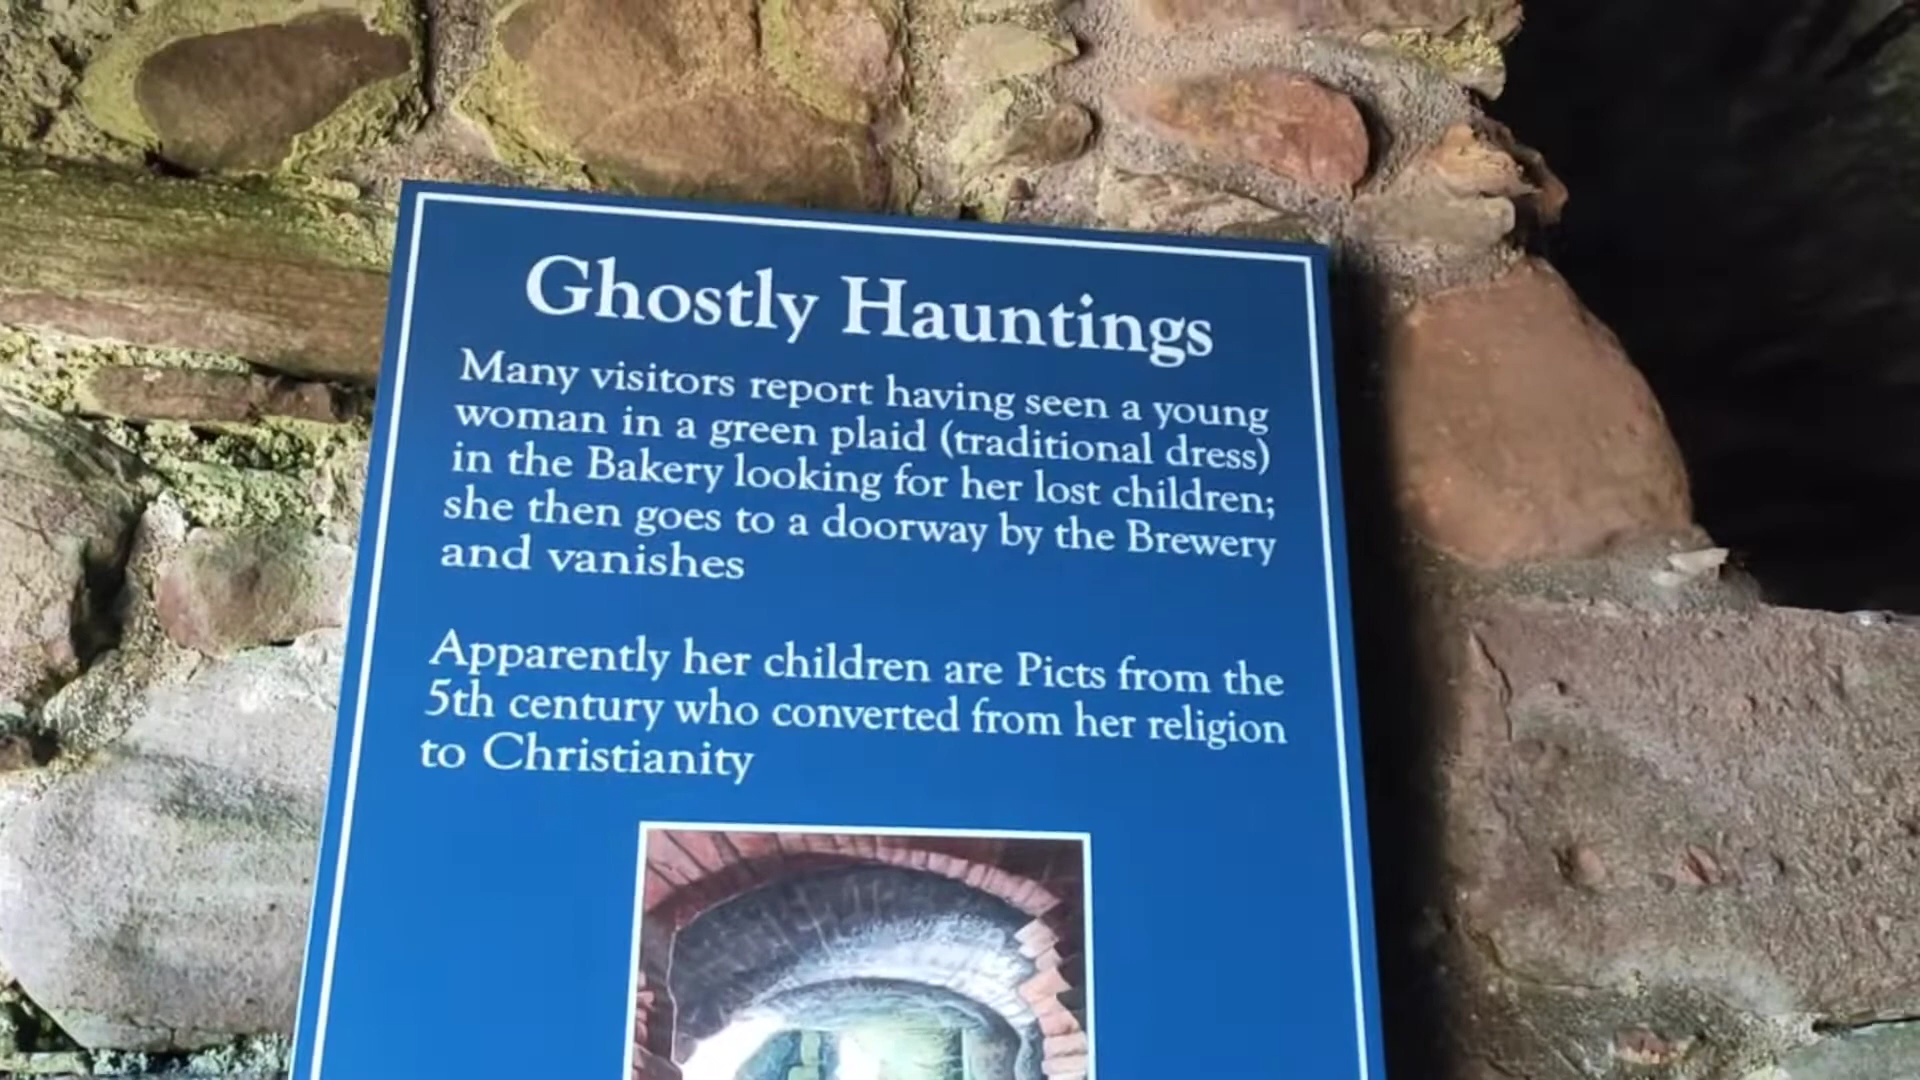 Ghostly Hauntings
Many visitors report having seen a young
woman in a green plaid (traditional dress)
in the Bakery looking for her lost children;
she then goes to a doorway by the Brewery
and vanishes
Apparently her children are Picts from the
5th century who converted from her religion
to Christianity